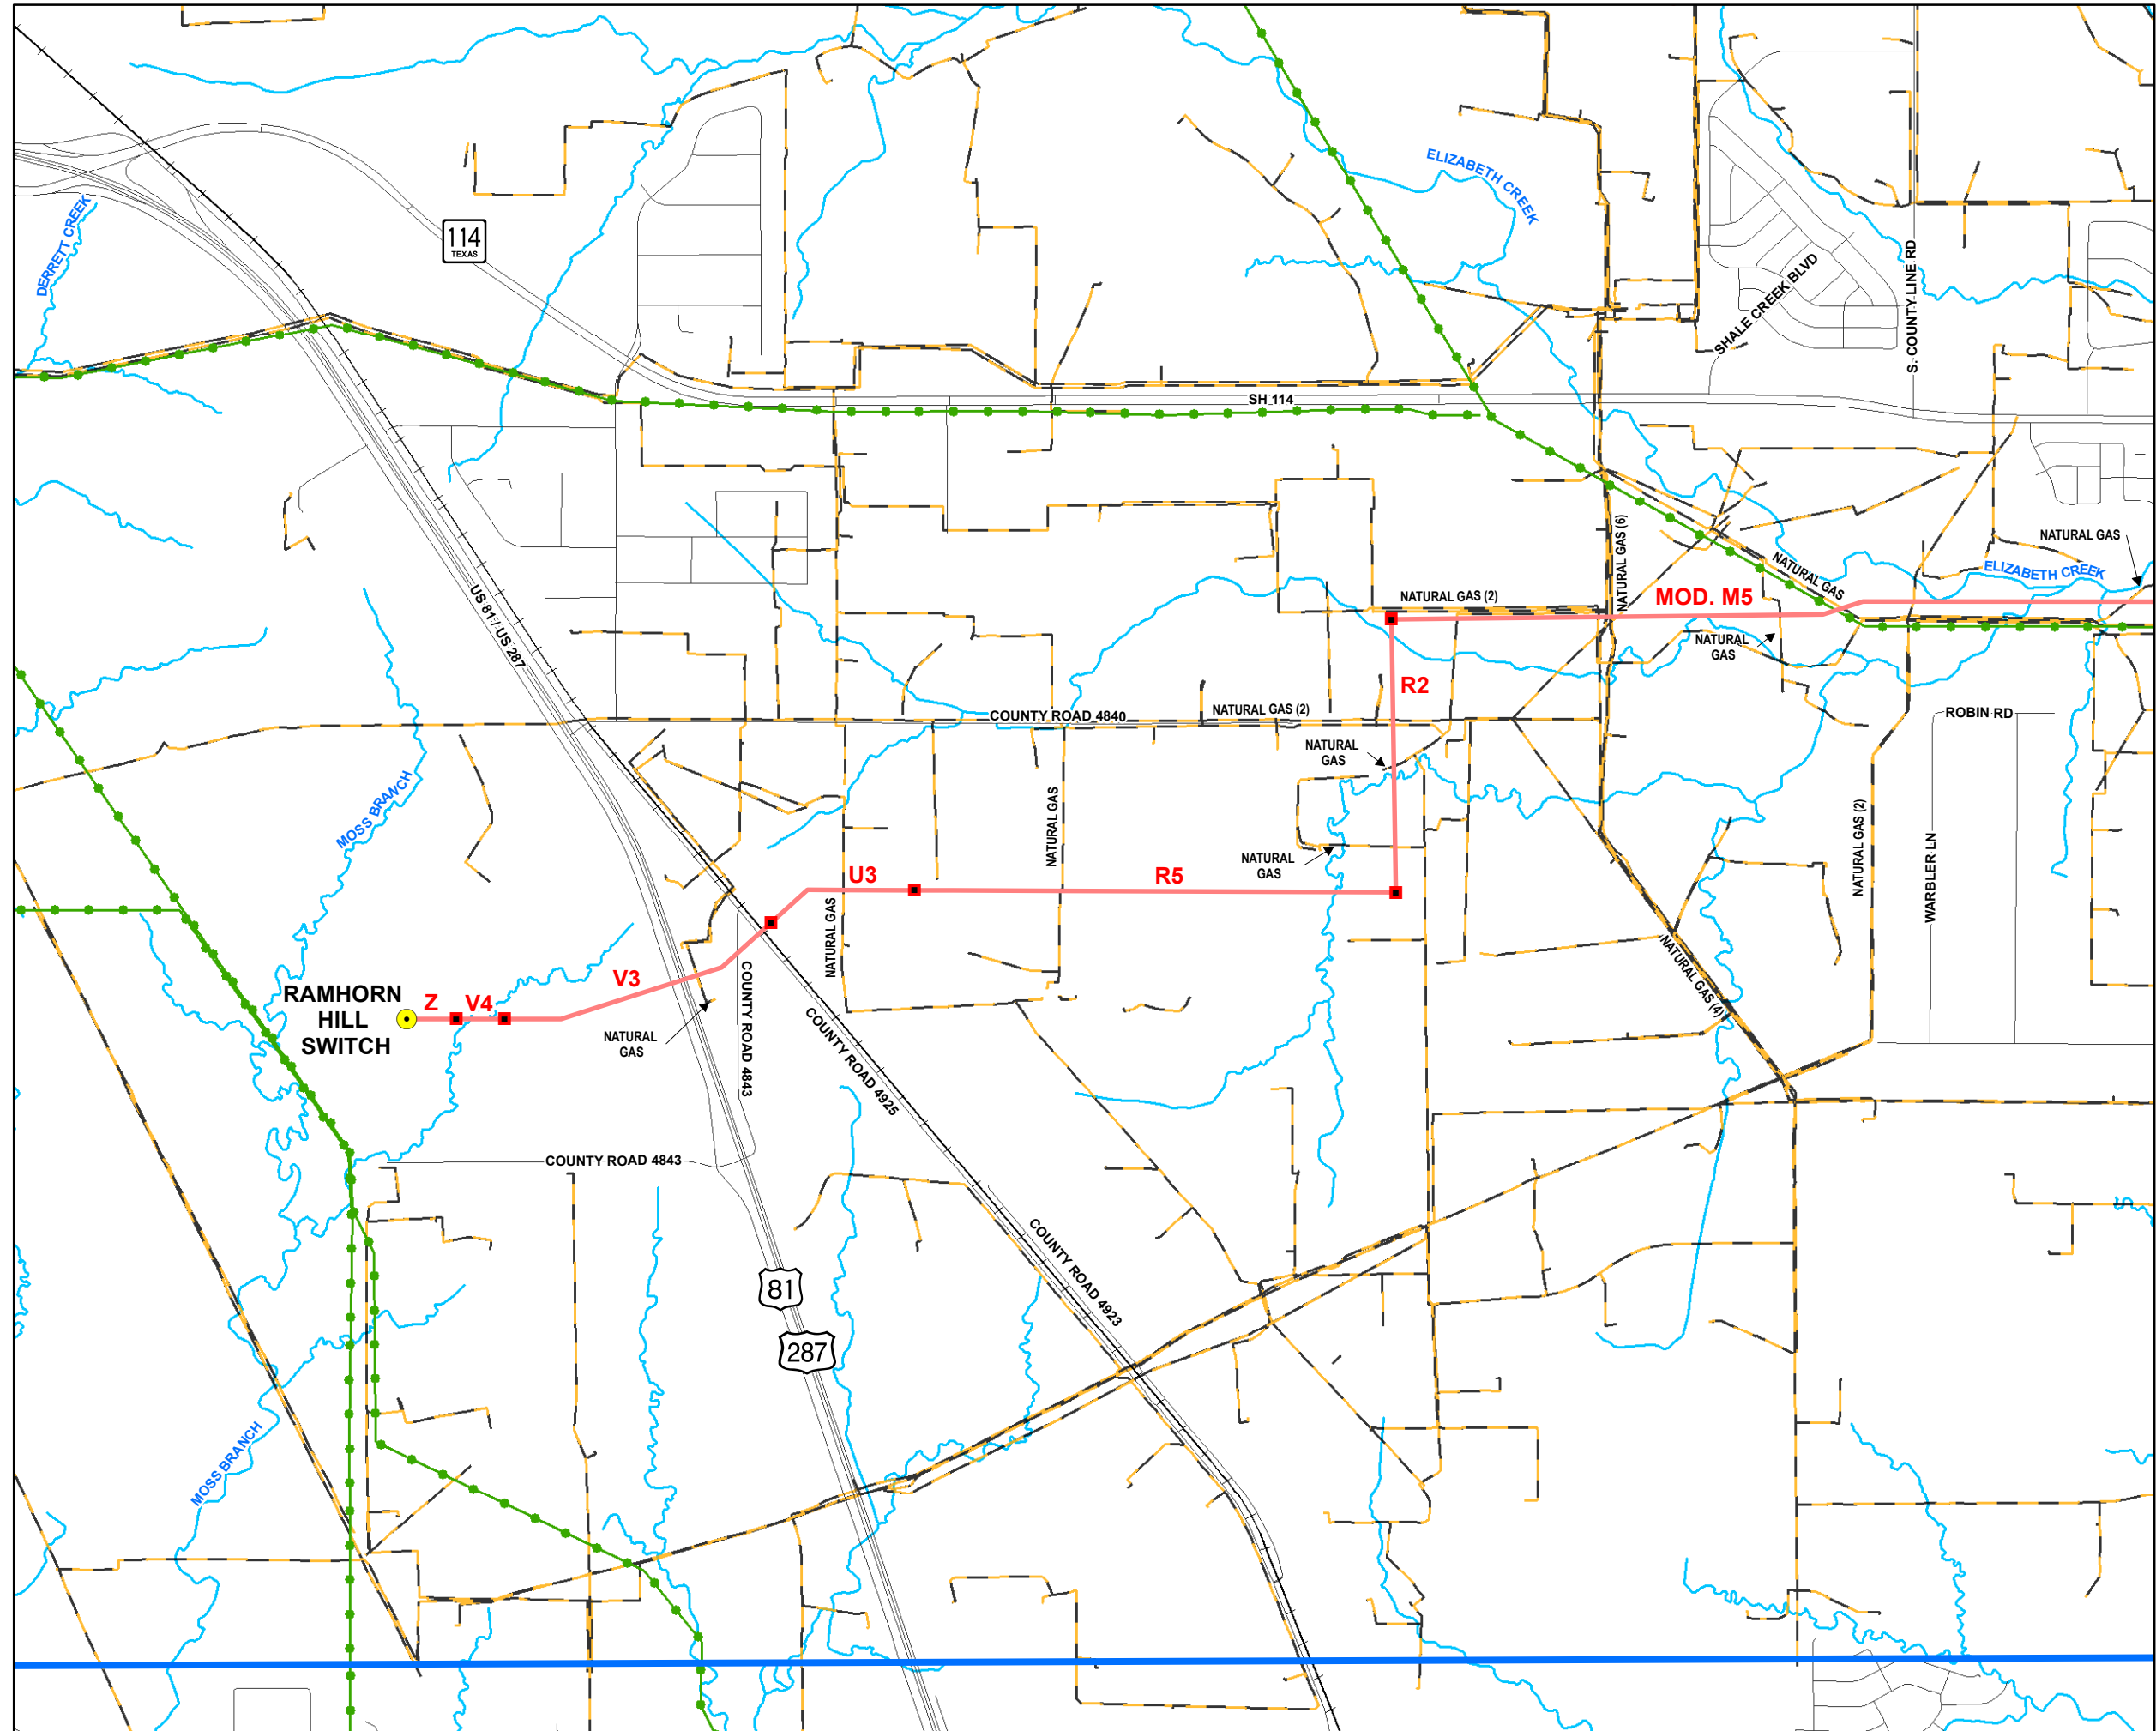 ELIZABETH CREEK
DERRETT CREEK
114
TEXAS
S. COUNTY LINE RD
SHALE CREEK BLVD
SH 114
NATURAL GAS (6)
NATURAL GAS
NATURAL GAS
ELIZABETH CREEK
US 81 / US 287
NATURAL GAS (2)
MOD. M5
NATURAL
GAS
R2
NATURAL GAS (2)
COUNTY ROAD 4840
ROBIN RD
NATURAL
GAS
MOSS BRANCH
NATURAL GAS
NATURAL GAS (2)
WARBLER LN
NATURAL
GAS
U3
R5
NATURAL GAS
NATURAL GAS (4)
V3
COUNTY ROAD 4843
RAMHORN
HILL
SWITCH
Z
V4
NATURAL
GAS
COUNTY ROAD 4925
COUNTY ROAD 4843
COUNTY ROAD 4923
81
287
MOSS BRANCH